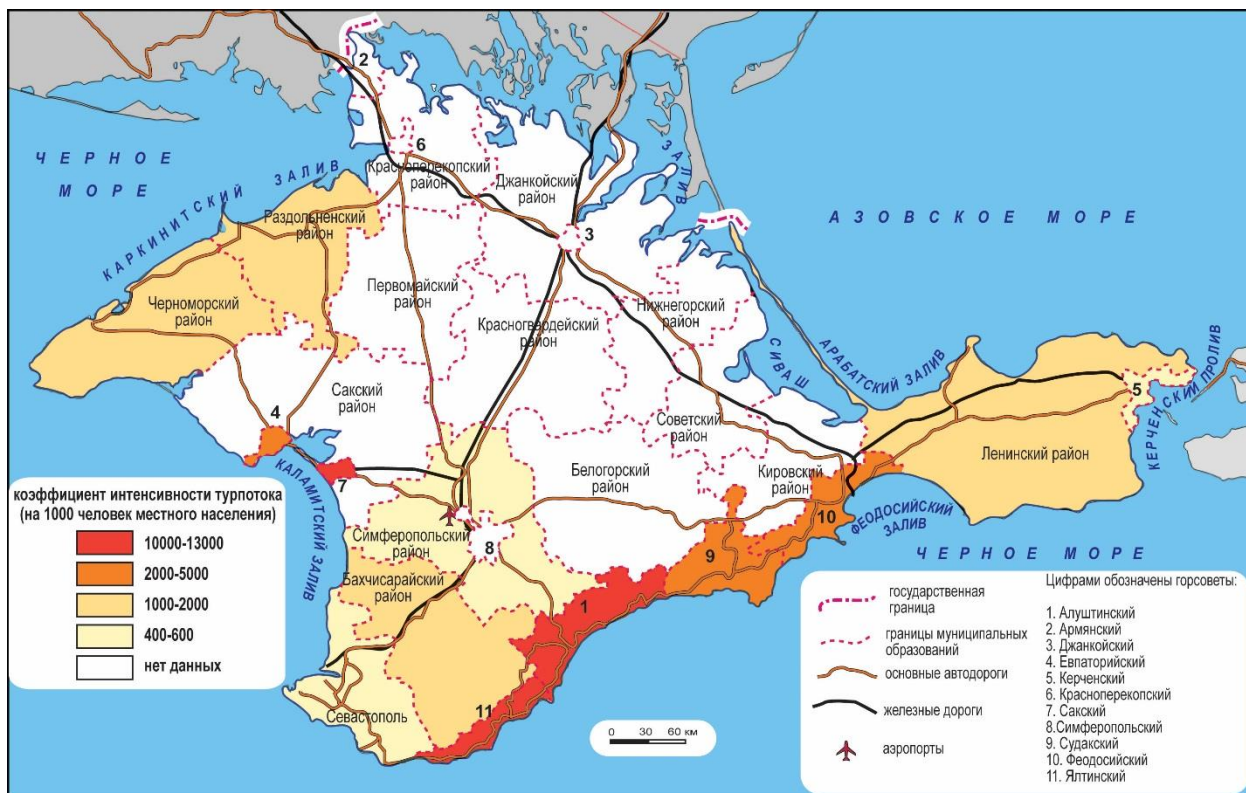 ЧЕРНОЕ
МОРЕ
КАРКИНИТСКИЙ ЗАЛИВ
2
6
Красноперекопский
район
Джанкойский
район
ЗАЛИВ
СИВАШ
3
АЗОВСКОЕ МОРЕ
Раздольненский
район
Черноморский
район
Первомайский
район
Красногвардейский
район
Нижнегорский
район
АРАБАТСКИЙ ЗАЛИВ
КЕРЧЕНСКИЙ ПРОЛИВ
5
Сакский
район
4
Советский
район
Ленинский район
Белогорский
район
Кировский
район
КАЛАМИТСКИЙ ЗАЛИВ
7
10
ФЕОДОСИЙСКИЙ
ЗАЛИВ
ЧЕРНОЕ МОРЕ
Симферопольский
район
8
9
Бахчисарайский
район
1
11
Севастополь
коэффициент интенсивности турпотока
(на 1000 человек местного населения)
10000-13000
2000-5000
1000-2000
400-600
нет данных
0 30 60 км
государственная
граница
границы муниципальных
образований
основные автодороги
железные дороги
аэропорты
Цифрами обозначены горсоветы:
1. Алуштинский
2. Армянский
3. Джанкойский
4. Евпаторийский
5. Керченский
6. Красноперекопский
7. Сакский
8.Симферопольский
9. Судакский
10. Феодосийский
11. Ялтинский